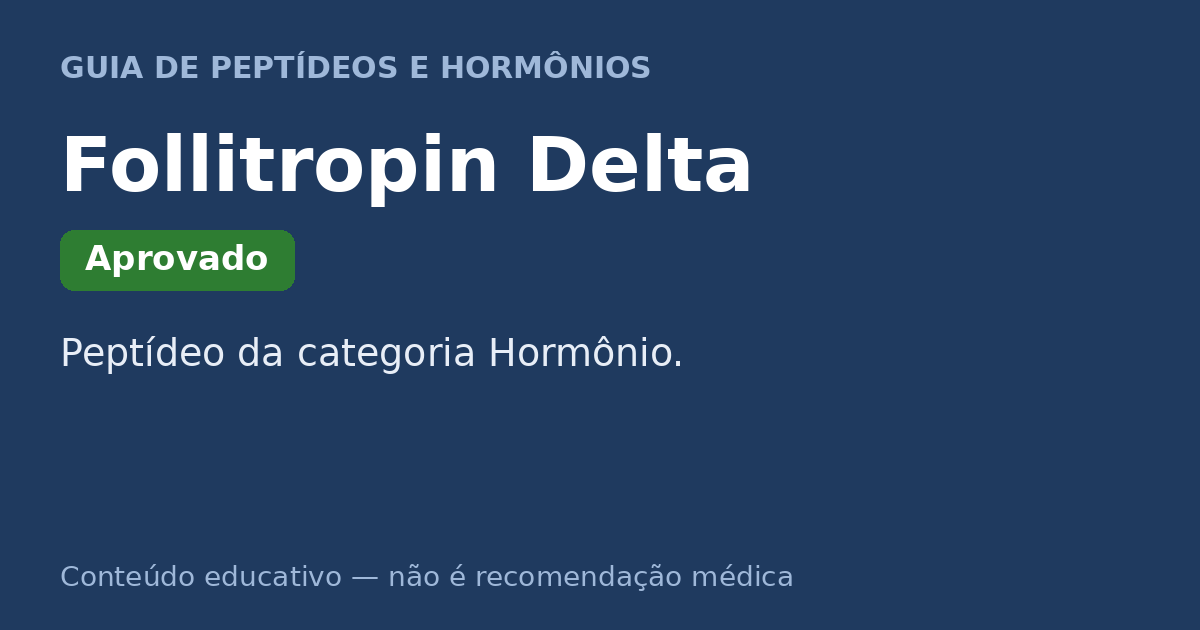 GUIA DE PEPTÍDEOS E HORMÔNIOS
Follitropin Delta
Aprovado
Peptídeo da categoria Hormônio.
Conteúdo educativo — não é recomendação médica